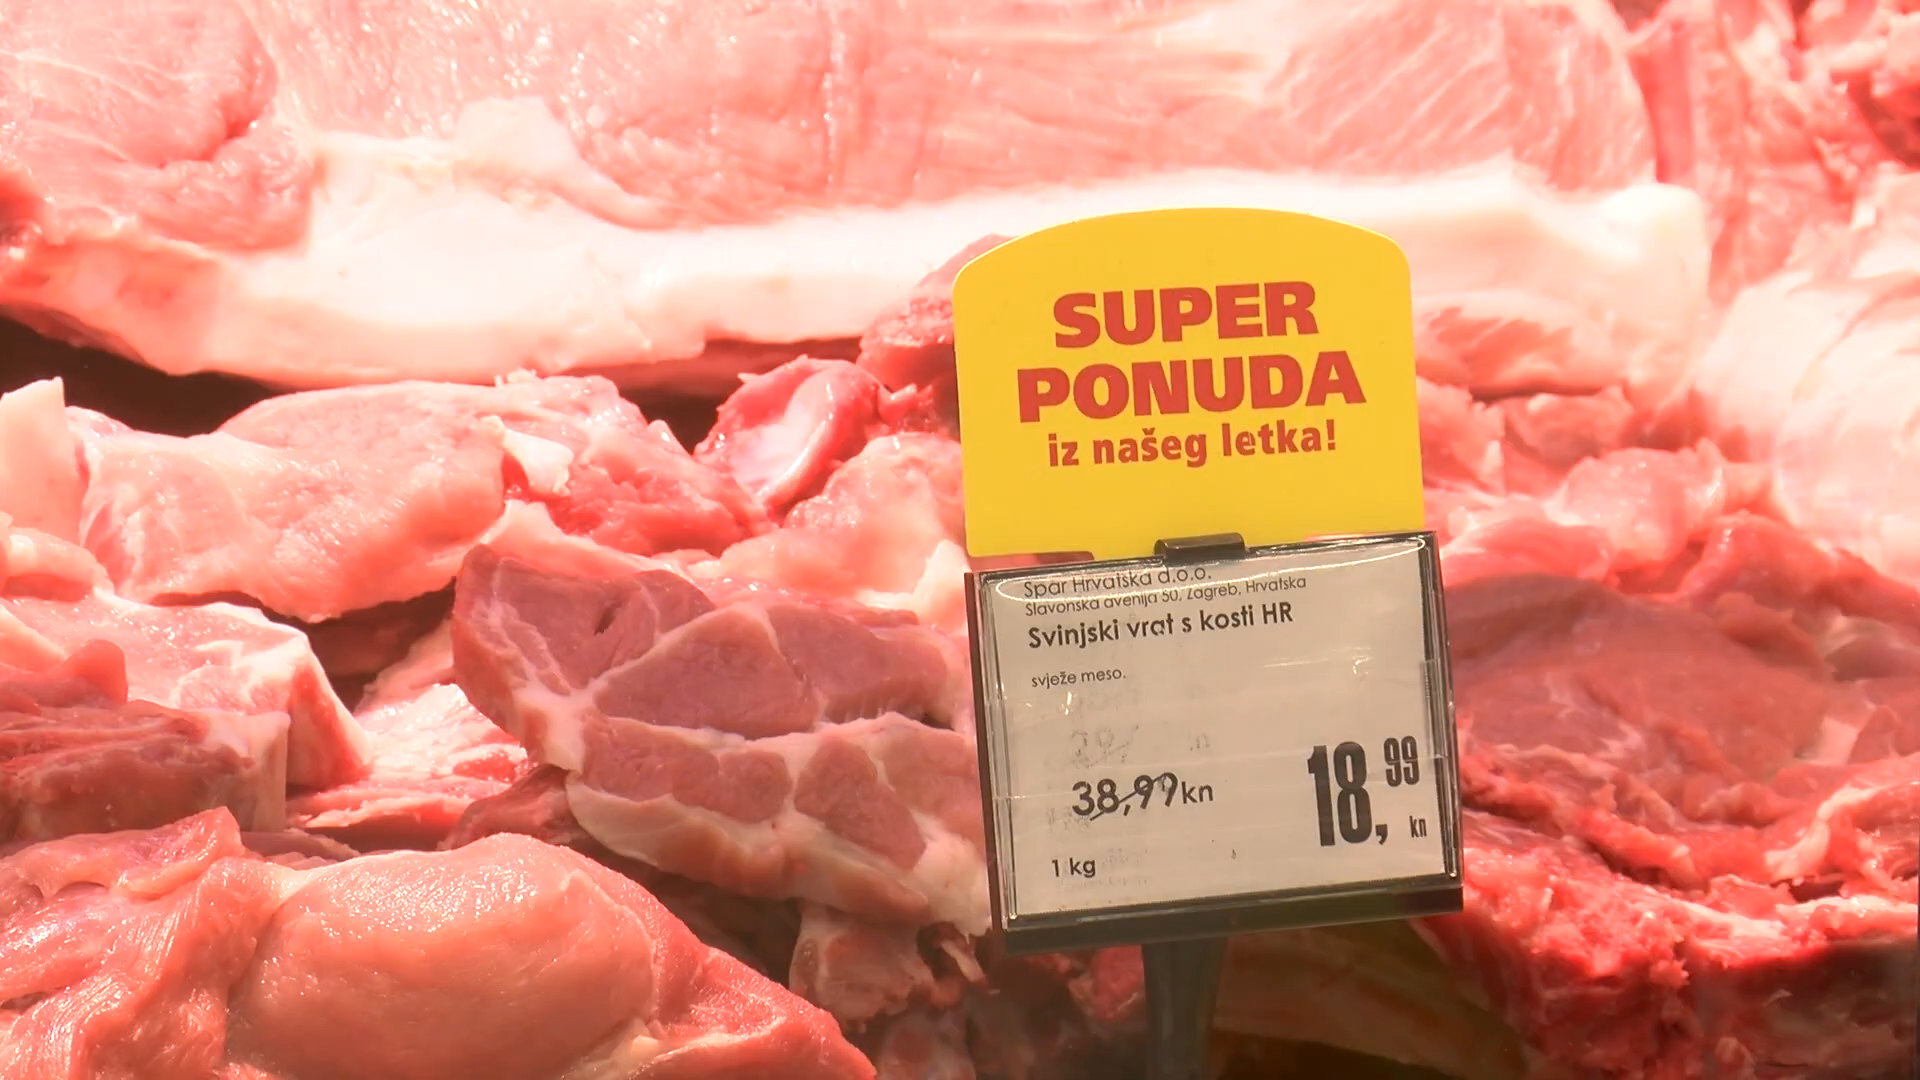 SUPER
PONUDA
iz našeg letka!
Spar Hrvatska d.o.o.
Slavonska avenija 50, Zagreb, Hrvatska
Svinjski vrat s kosti HR
svježe meso.
38,99kn
18,99 kn
1 kg